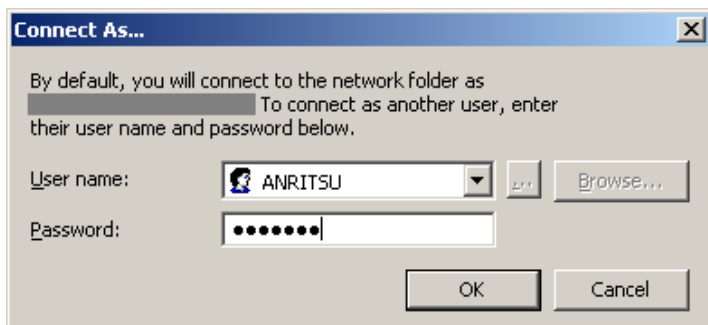 Connect As...
By default, you will connect to the network folder as
To connect as another user, enter
their user name and password below.
User name: ANRITSU ... Browse...
Password: •••••••
OK Cancel